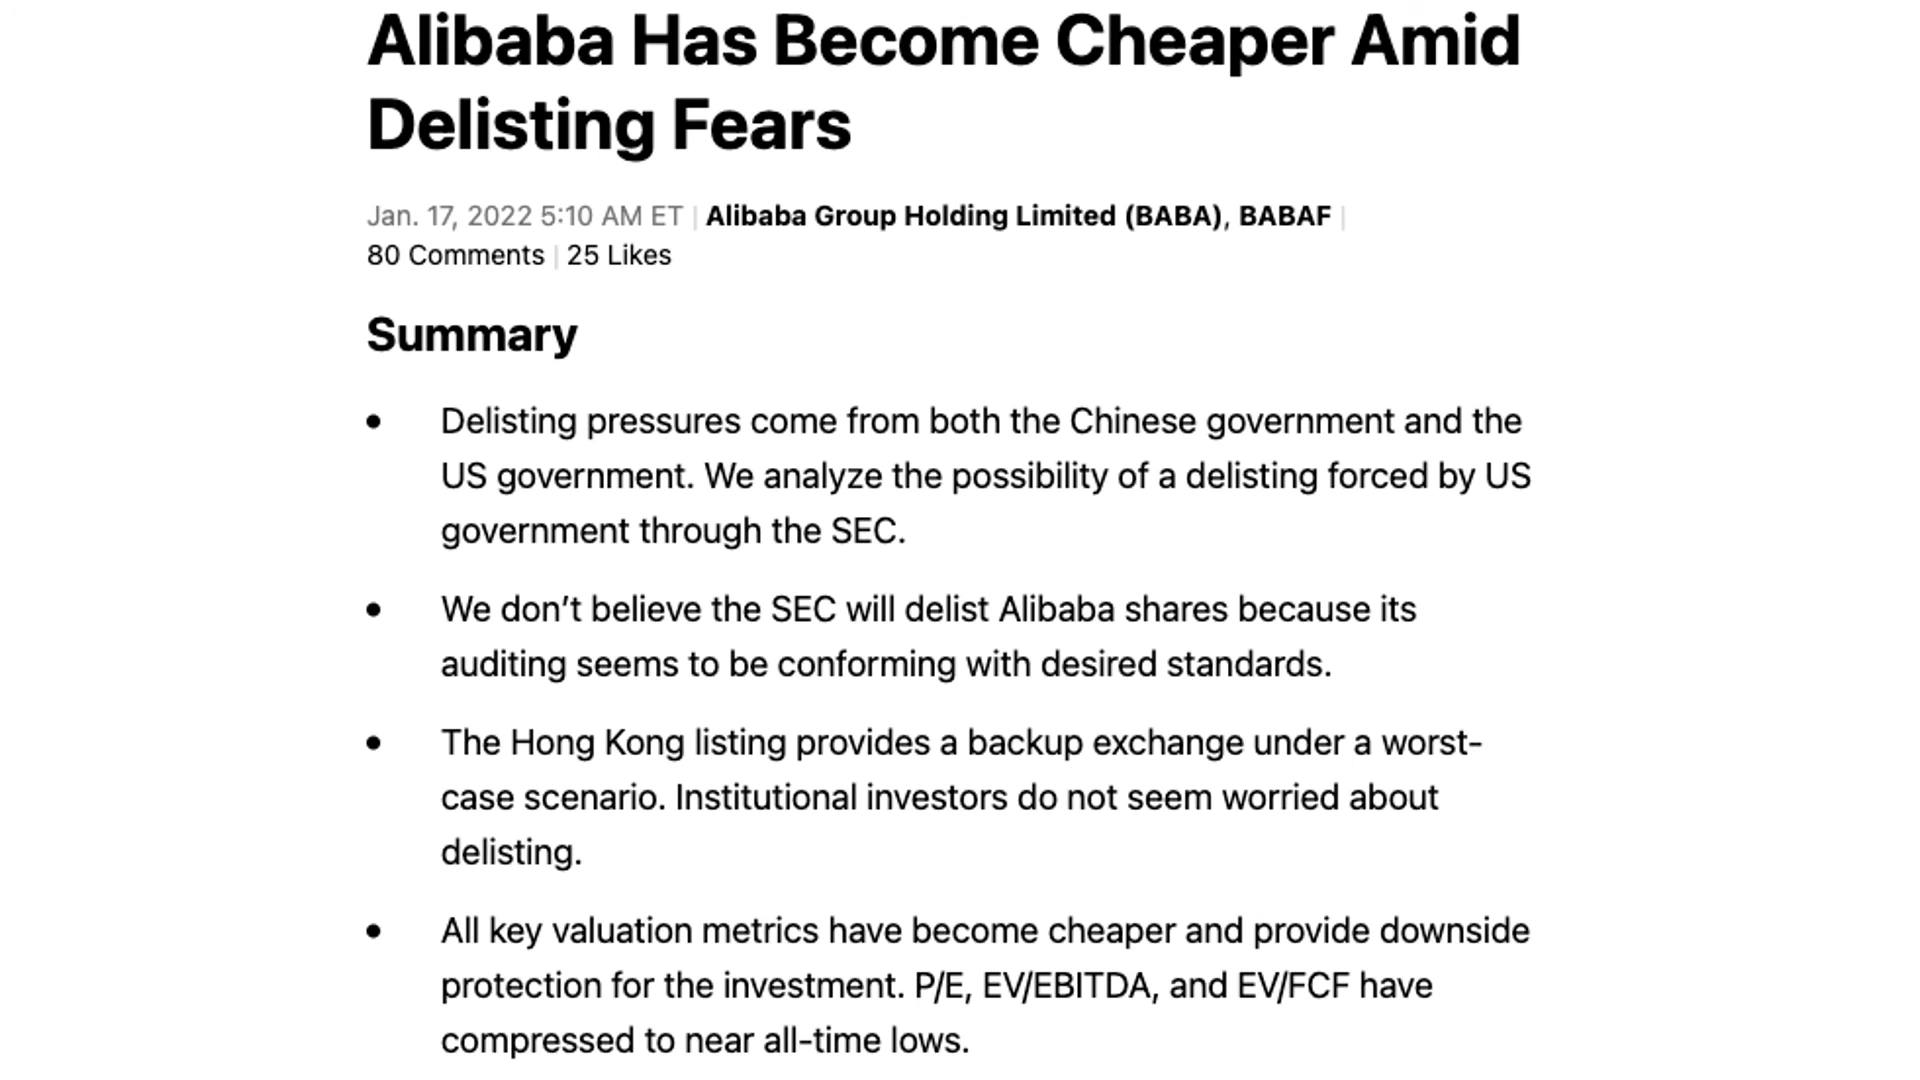 Alibaba Has Become Cheaper Amid
Delisting Fears
Jan. 17, 2022 5:10 AM ET | Alibaba Group Holding Limited (BABA), BABAF |
80 Comments | 25 Likes
Summary
• Delisting pressures come from both the Chinese government and the
US government. We analyze the possibility of a delisting forced by US
government through the SEC.
• We don’t believe the SEC will delist Alibaba shares because its
auditing seems to be conforming with desired standards.
• The Hong Kong listing provides a backup exchange under a worst-
case scenario. Institutional investors do not seem worried about
delisting.
• All key valuation metrics have become cheaper and provide downside
protection for the investment. P/E, EV/EBITDA, and EV/FCF have
compressed to near all-time lows.